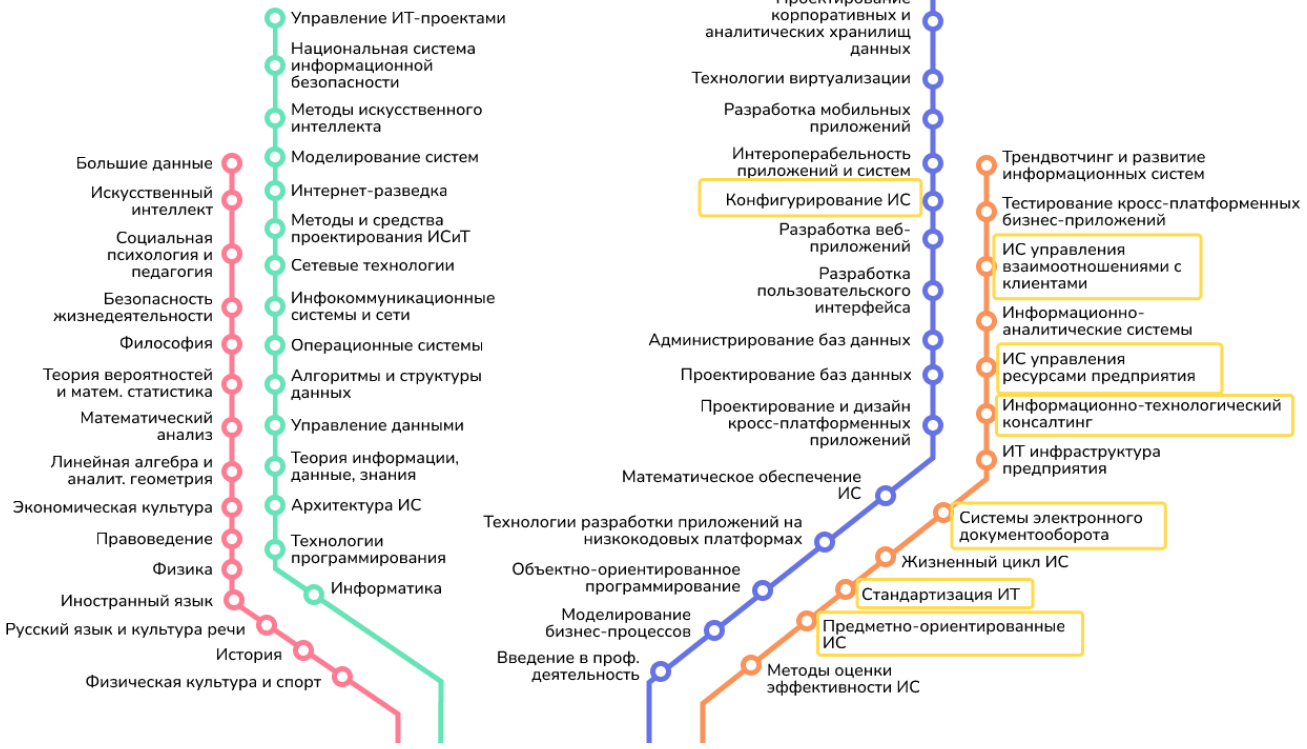 Большие данные
Искусственный
интеллект
Социальная
психология и
педагогия
Безопасность
жизнедеятельности
Философия
Теория вероятностей
и матем. статистика
Математический
анализ
Линейная алгебра и
аналит. геометрия
Экономическая культура
Правоведение
Физика
Иностранный язык
Русский язык и культура речи
История
Физическая культура и спорт
Управление ИТ-проектами
Национальная система
информационной
безопасности
Методы искусственного
интеллекта
Моделирование систем
Интернет-разведка
Методы и средства
проектирования ИСиТ
Сетевые технологии
Инфокоммуникационные
системы и сети
Операционные системы
Алгоритмы и структуры
данных
Управление данными
Теория информации,
данные, знания
Архитектура ИС
Технологии
программирования
Информатика
Проектирование
корпоративных и
аналитических хранилищ
данных
Технологии виртуализации
Разработка мобильных
приложений
Интероперабельность
приложений и систем
Конфигурирование ИС
Разработка веб-
приложений
Разработка
пользовательского
интерфейса
Администрирование баз данных
Проектирование баз данных
Проектирование и дизайн
кросс-платформенных
приложений
Математическое обеспечение
ИС
Технологии разработки приложений на
низкокодовых платформах
Объектно-ориентированное
программирование
Моделирование
бизнес-процессов
Введение в проф.
деятельность
Трендвотчинг и развитие
информационных систем
Тестирование кросс-платформенных
бизнес-приложений
ИС управления
взаимоотношениями с
клиентами
Информационно-
аналитические системы
ИС управления
ресурсами предприятия
Информационно-технологический
консалтинг
ИТ инфраструктура
предприятия
Системы электронного
документооборота
Жизненный цикл ИС
Стандартизация ИТ
Предметно-ориентированные
ИС
Методы оценки
эффективности ИС